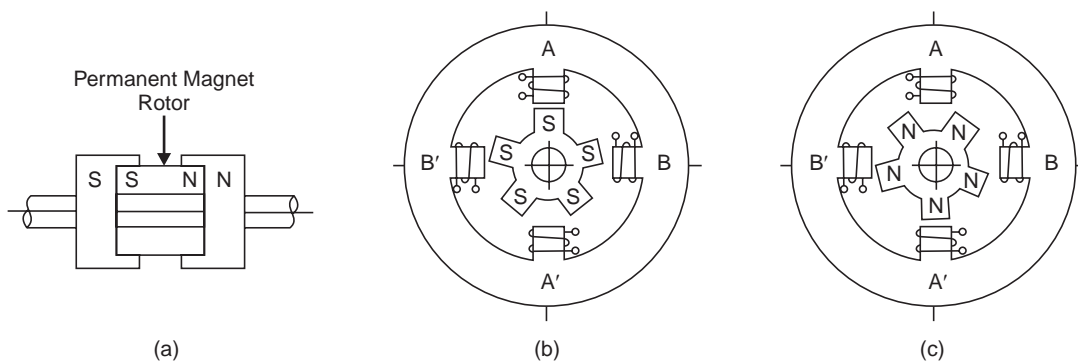 Permanent Magnet
Rotor
S S N N
(a)
A
S
S S
S S
B′ B
A′
(b)
A
N N
N N
N
B′ B
A′
(c)